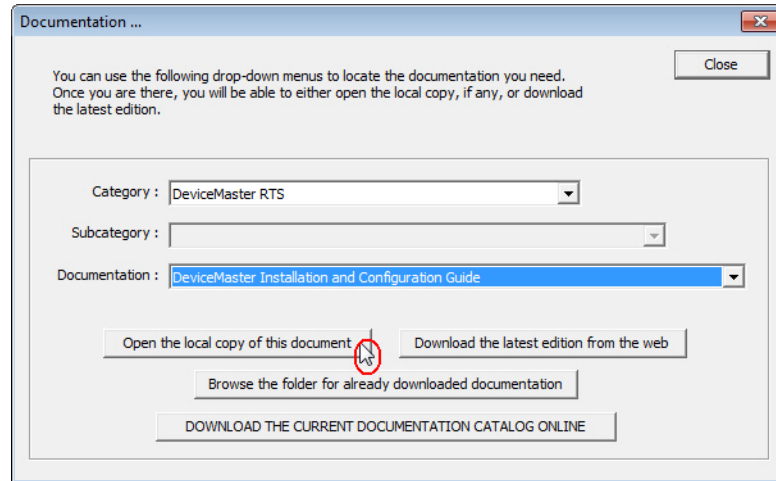 Documentation ...
Close
You can use the following drop-down menus to locate the documentation you need.
Once you are there, you will be able to either open the local copy, if any, or download
the latest edition.
Category : DeviceMaster RTS
Subcategory :
Documentation : DeviceMaster Installation and Configuration Guide
Open the local copy of this document Download the latest edition from the web
Browse the folder for already downloaded documentation
DOWNLOAD THE CURRENT DOCUMENTATION CATALOG ONLINE